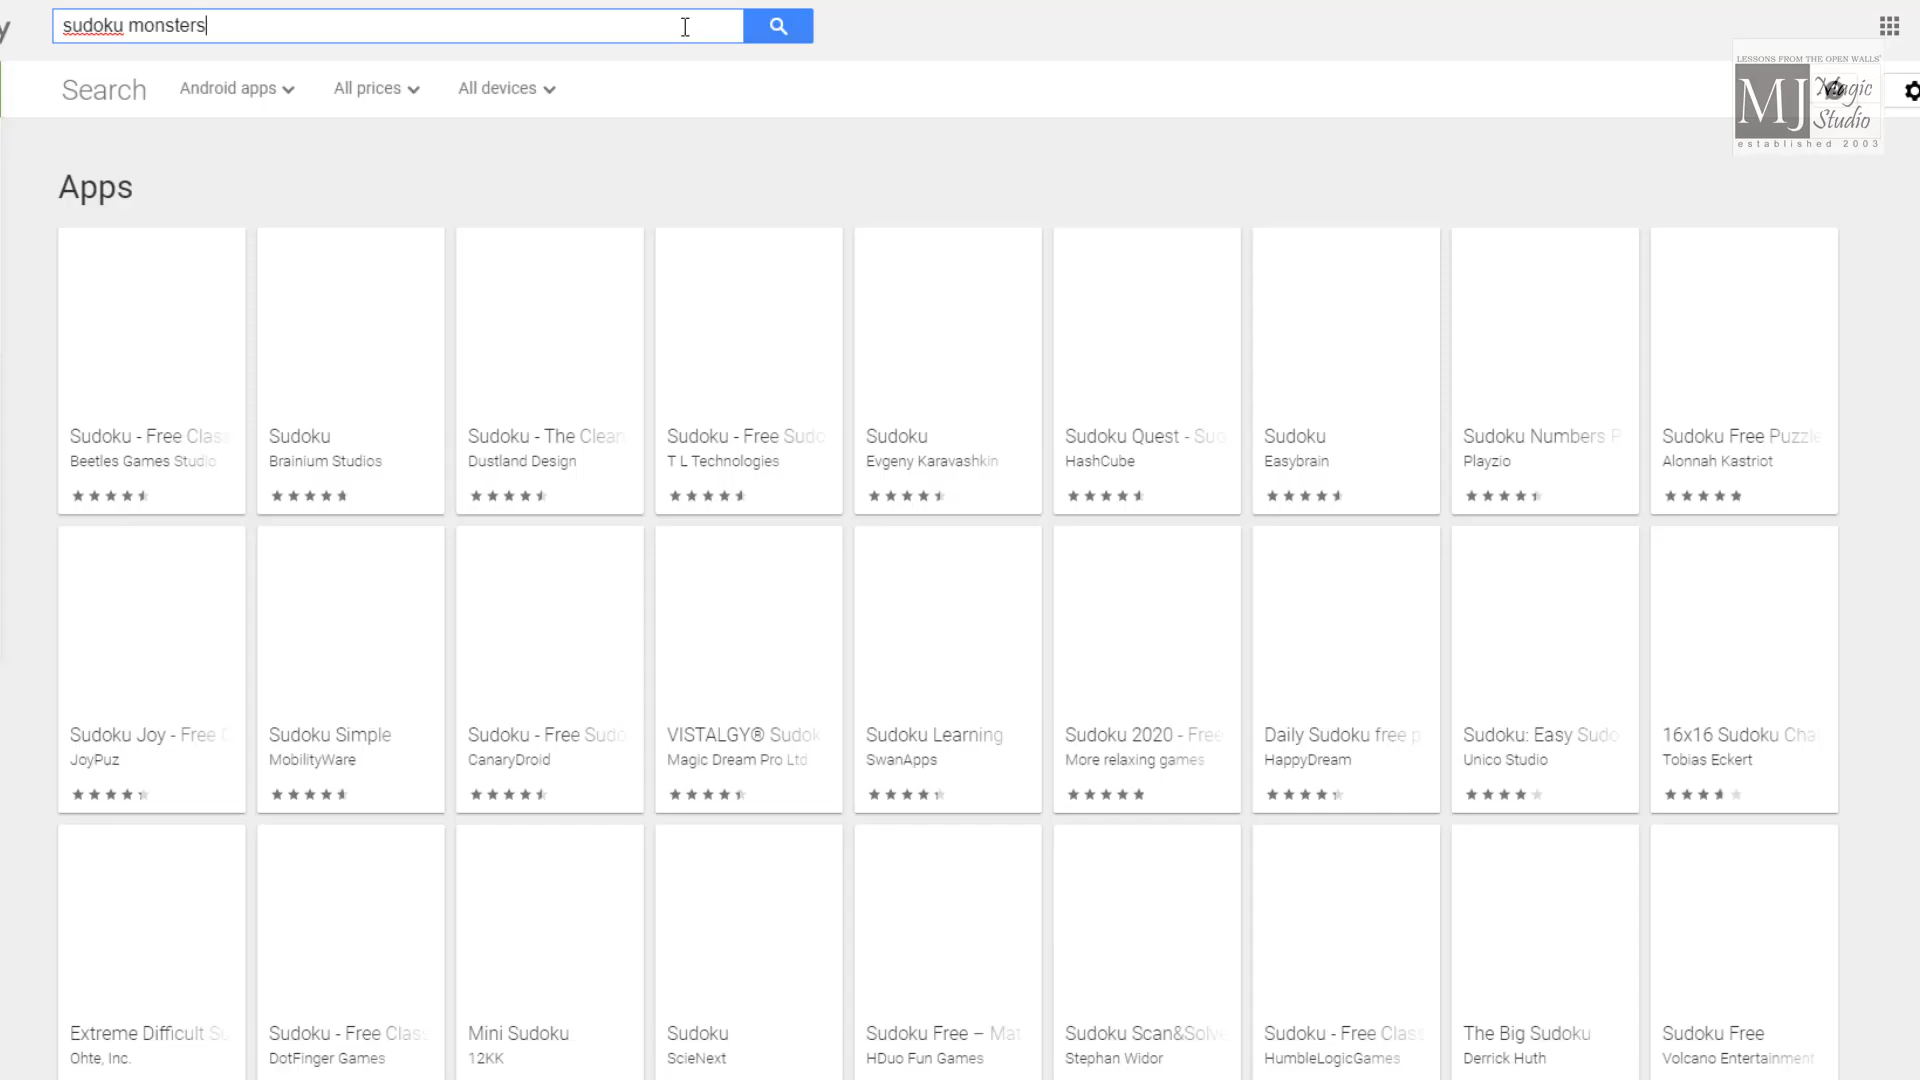 y
sudoku monsters
LESSONS FROM THE OPEN WALLS
MJ Magic Studio
established 2003
Search Android apps All prices All devices
Apps
Sudoku - Free Clas
Beetles Games Studio
Sudoku
Brainium Studios
Sudoku - The Clean
Dustland Design
Sudoku - Free Sudo
T L Technologies
Sudoku
Evgeny Karavashkin
Sudoku Quest - Sud
HashCube
Sudoku
Easybrain
Sudoku Numbers P
Playzio
Sudoku Free Puzzle
Alonnah Kastriot
Sudoku Joy - Free C
JoyPuz
Sudoku Simple
MobilityWare
Sudoku - Free Sudo
CanaryDroid
VISTALGY® Sudok
Magic Dream Pro Ltd
Sudoku Learning
SwanApps
Sudoku 2020 - Free
More relaxing games
Daily Sudoku free p
HappyDream
Sudoku: Easy Sudo
Unico Studio
16x16 Sudoku Cha
Tobias Eckert
Extreme Difficult Su
Ohte, Inc.
Sudoku - Free Clas
DotFinger Games
Mini Sudoku
12KK
Sudoku
ScieNext
Sudoku Free – Mat
HDuo Fun Games
Sudoku Scan&Solve
Stephan Widor
Sudoku - Free Clas
HumbleLogicGames
The Big Sudoku
Derrick Huth
Sudoku Free
Volcano Entertainment